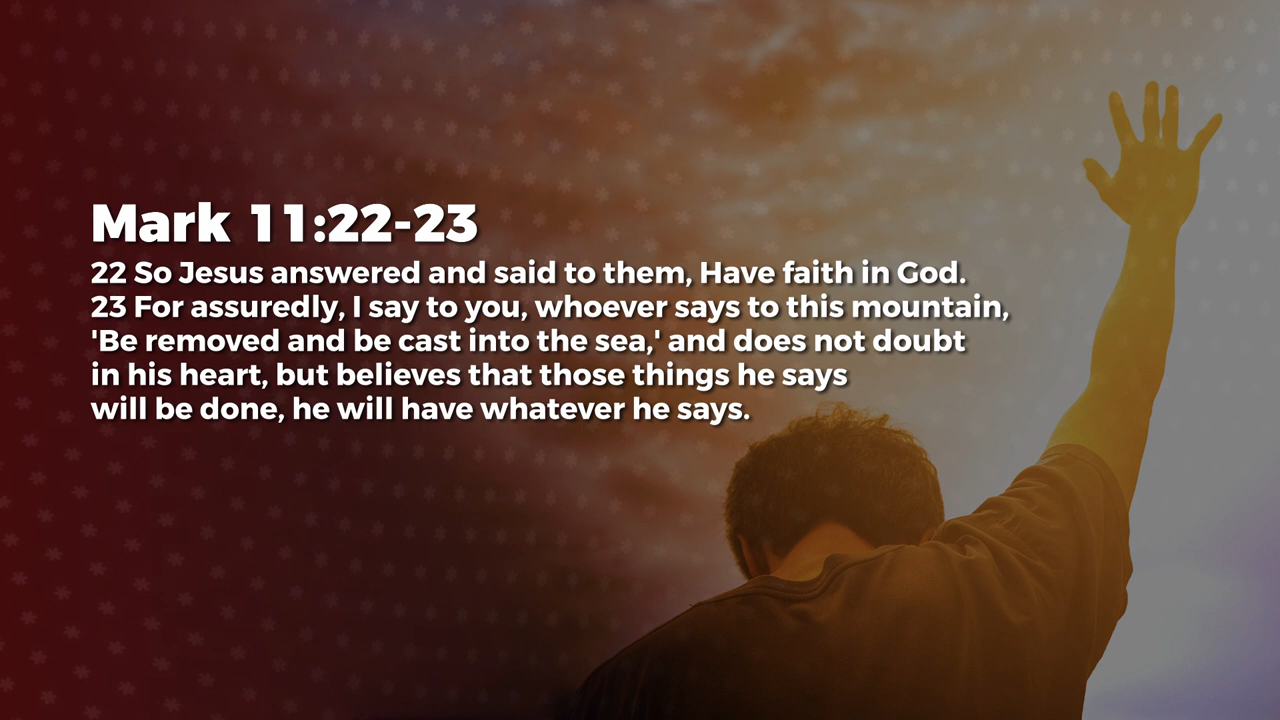 Mark 11:22-23
22 So Jesus answered and said to them, Have faith in God.
23 For assuredly, I say to you, whoever says to this mountain,
'Be removed and be cast into the sea,' and does not doubt
in his heart, but believes that those things he says
will be done, he will have whatever he says.